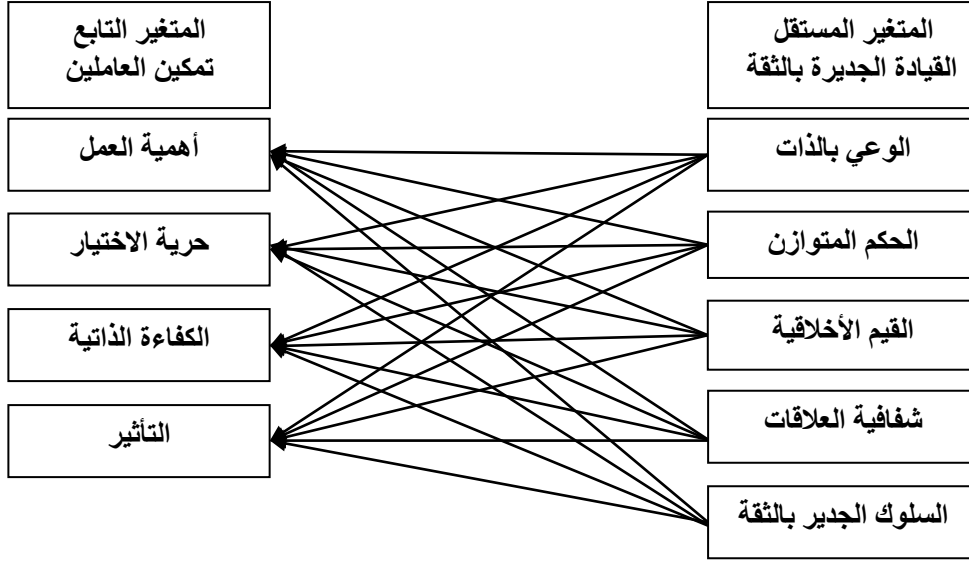 المتغير المستقل
القيادة الجديرة بالثقة
المتغير التابع
تمكين العاملين
الوعي بالذات
أهمية العمل
الحكم المتوازن
حرية الاختيار
القيم الأخلاقية
الكفاءة الذاتية
شفافية العلاقات
التأثير
السلوك الجدير بالثقة